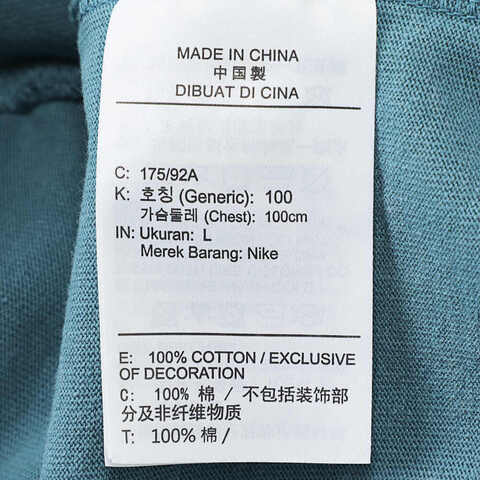 MADE IN CHINA
中国製
DIBUAT DI CINA
C: 175/92A
K: 호칭 (Generic): 100
가슴둘레 (Chest): 100cm
IN: Ukuran: L
Merek Barang: Nike
E: 100% COTTON / EXCLUSIVE
OF DECORATION
C: 100% 棉 / 不包括装饰部
分及非纤维物质
T: 100% 棉 /